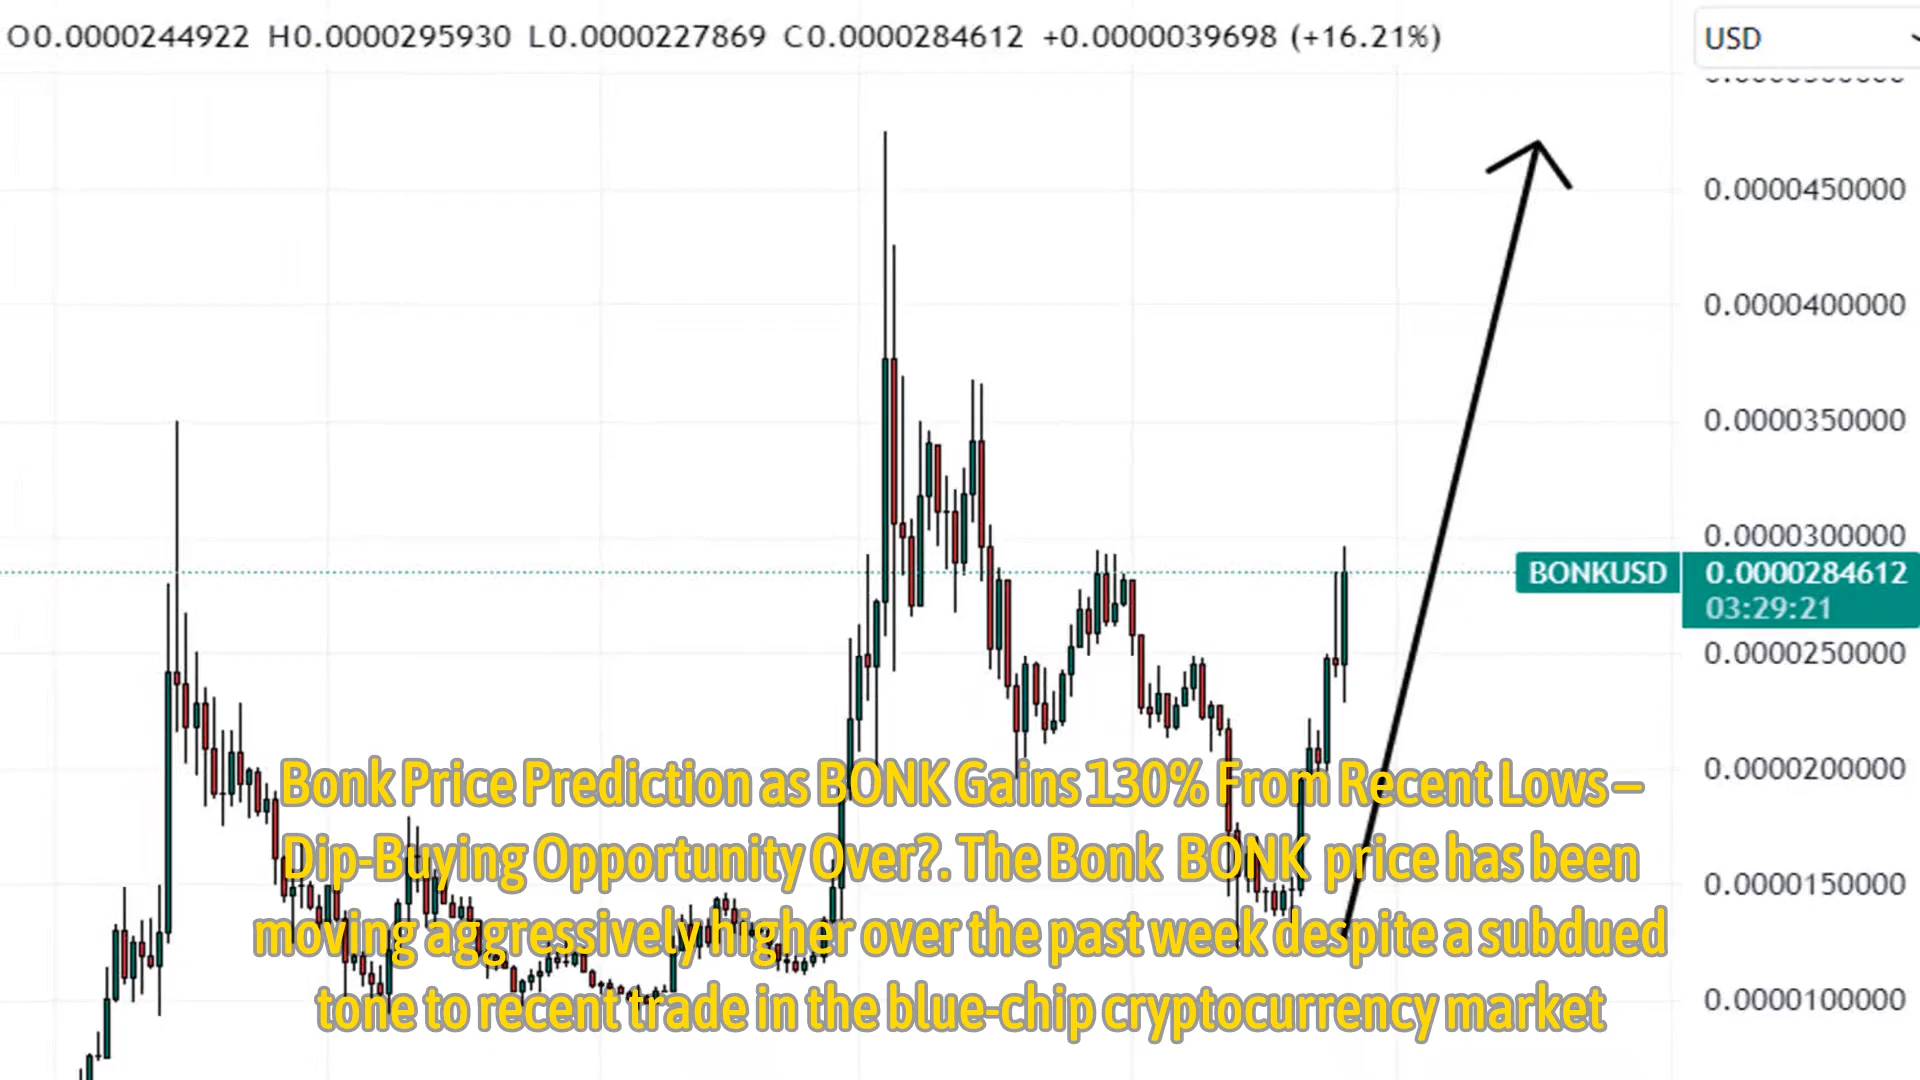 O0.0000244922 H0.0000295930 L0.0000227869 C0.0000284612 +0.0000039698 (+16.21%)
USD
0.0000450000
0.0000400000
0.0000350000
0.0000300000
BONKUSD 0.0000284612
03:29:21
0.0000250000
0.0000200000
0.0000150000
0.0000100000
Bonk Price Prediction as BONK Gains 130% From Recent Lows –
Dip-Buying Opportunity Over?. The Bonk BONK price has been
moving aggressively higher over the past week despite a subdued
tone to recent trade in the blue-chip cryptocurrency market